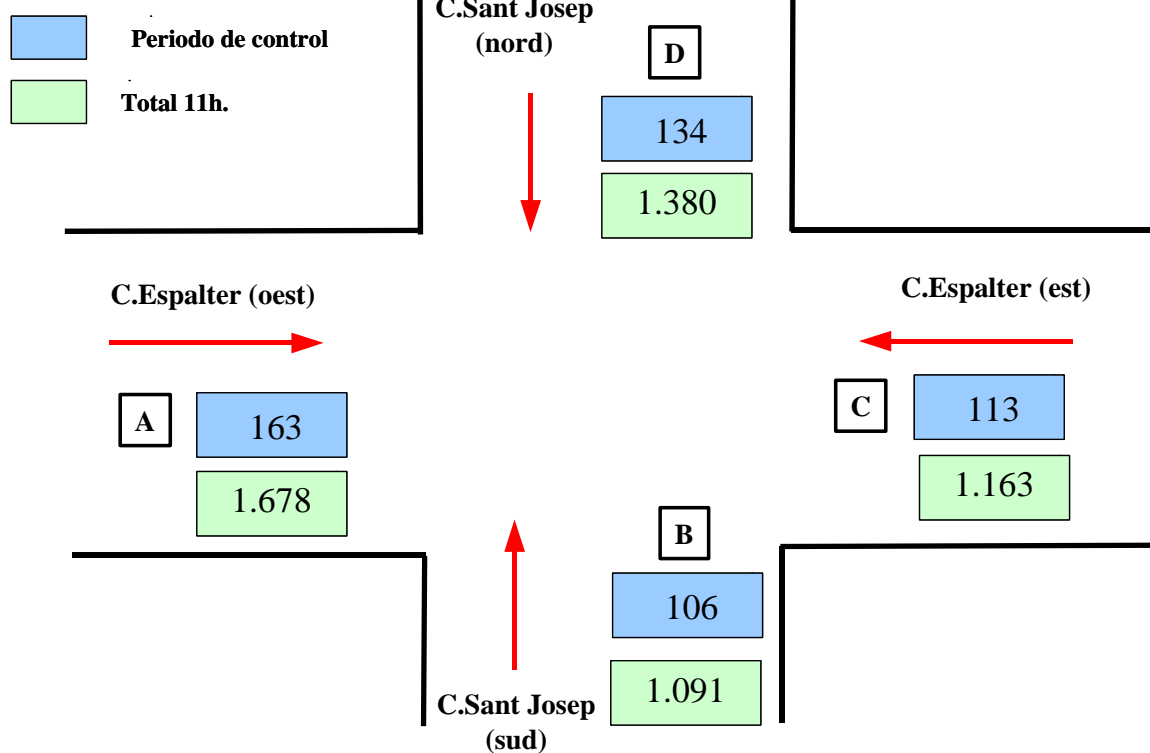 C.Sant Josep
(nord)
Periodo de control
Total 11h.
D
134
1.380
C.Espalter (oest)
C.Espalter (est)
A
163
1.678
C
113
1.163
B
106
1.091
C.Sant Josep
(sud)